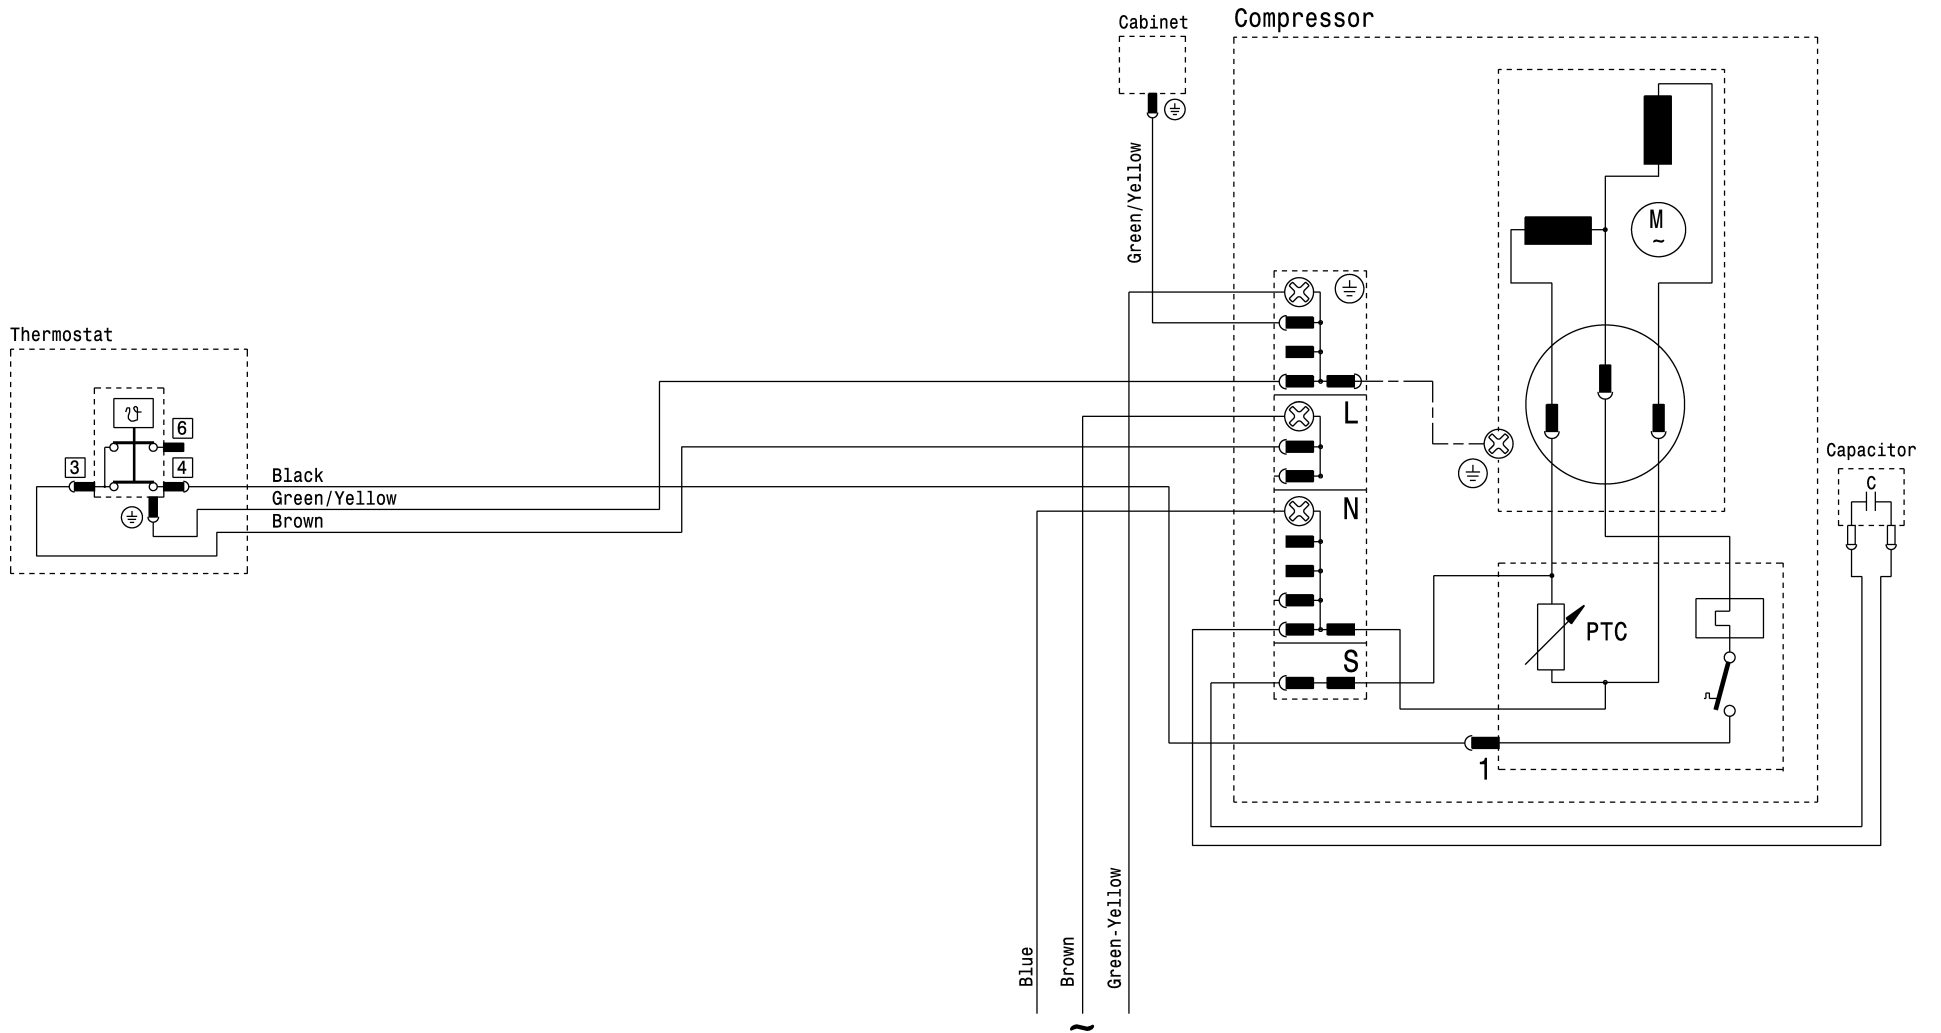 Cabinet
Compressor
Green/Yellow
M
~
Thermostat
ϑ
6
3
4
Black
Green/Yellow
Brown
L
N
S
Capacitor
C
PTC
1
Blue
Brown
Green-Yellow
~